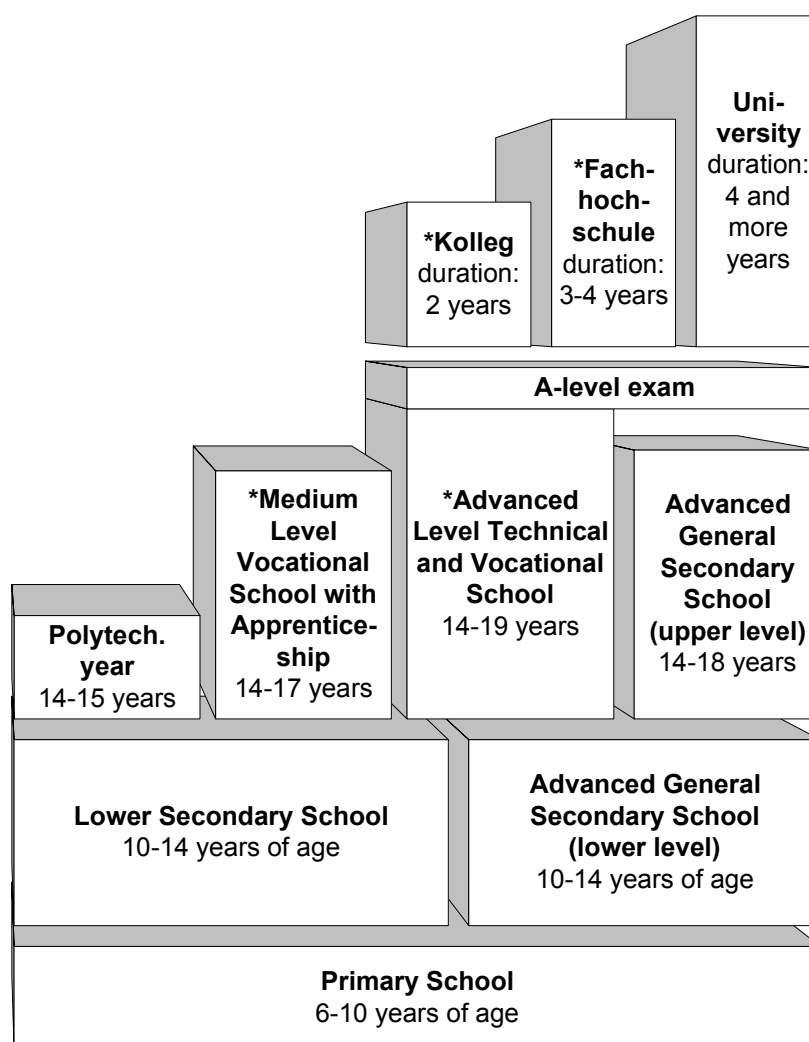 Uni-
versity
duration:
4 and
more
years
*Fach-
hoch-
schule
duration:
3-4 years
*Kolleg
duration:
2 years
A-level exam
*Medium
Level
Vocational
School with
Apprentice-
ship
14-17 years
*Advanced
Level Technical
and Vocational
School
14-19 years
Advanced
General
Secondary
School
(upper level)
14-18 years
Polytech.
year
14-15 years
Lower Secondary School
10-14 years of age
Advanced General
Secondary School
(lower level)
10-14 years of age
Primary School
6-10 years of age